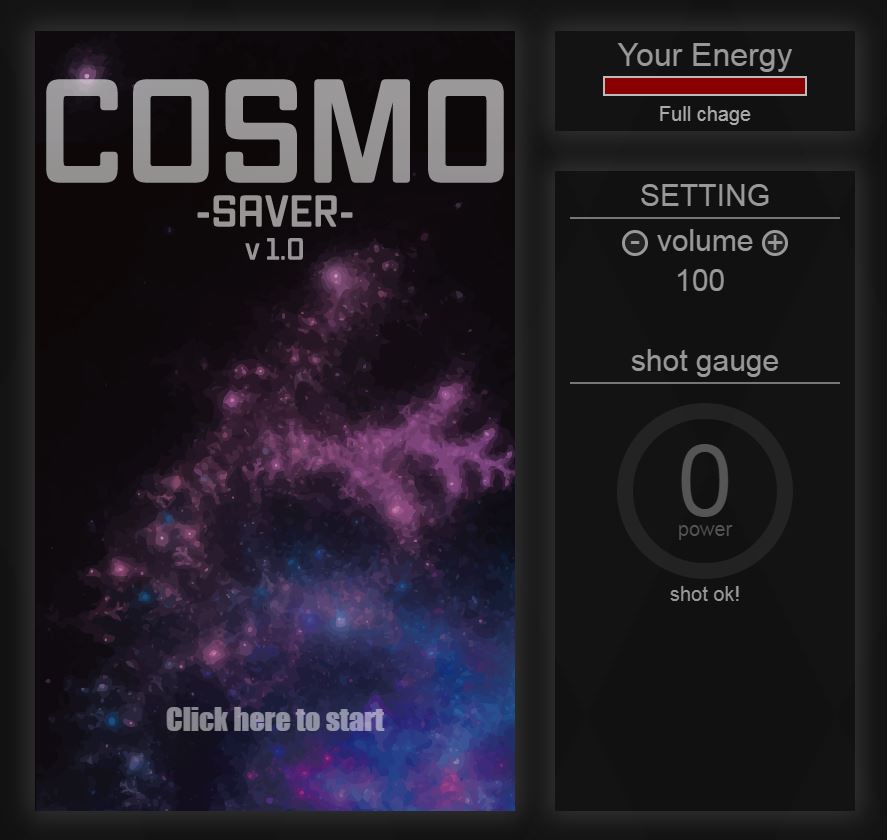 COSMO
-SAVER-
v 1.0
Click here to start
Your Energy
Full chage
SETTING
- volume +
100
shot gauge
0
power
shot ok!